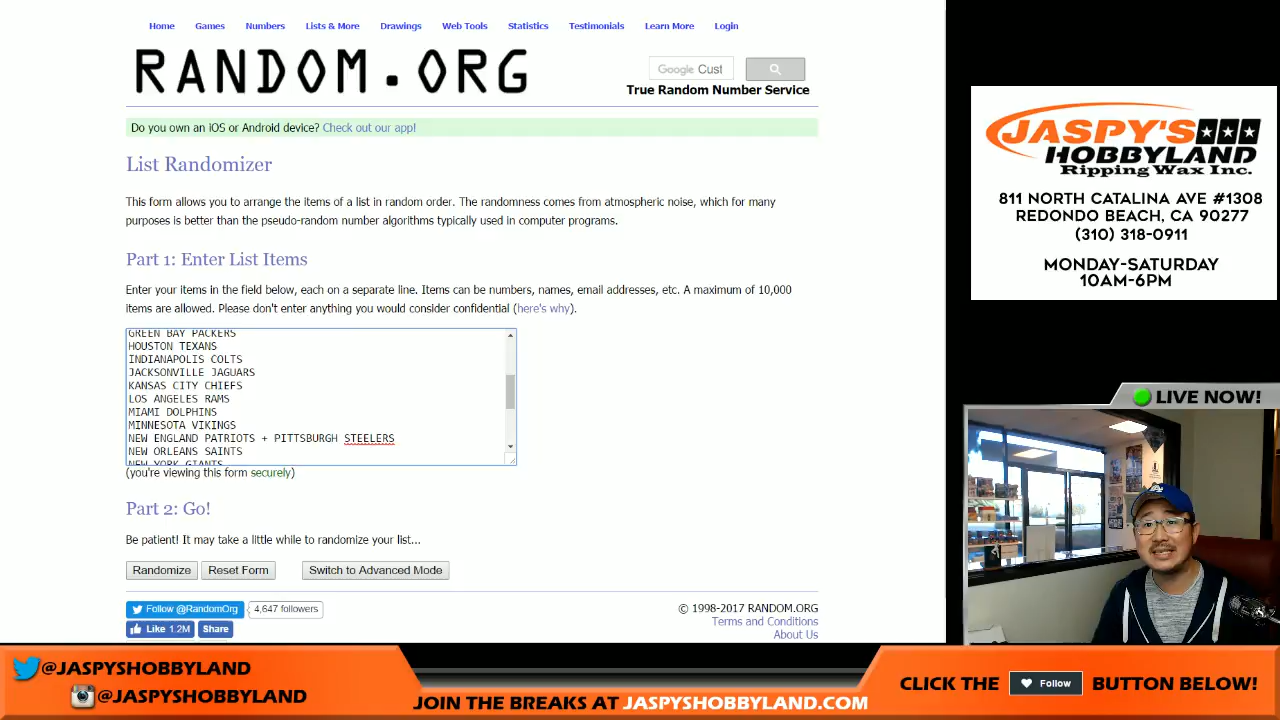 Home Games Numbers Lists & More Drawings Web Tools Statistics Testimonials Learn More Login
RANDOM.ORG
Google Cust
True Random Number Service
Do you own an iOS or Android device? Check out our app!
List Randomizer
This form allows you to arrange the items of a list in random order. The randomness comes from atmospheric noise, which for many
purposes is better than the pseudo-random number algorithms typically used in computer programs.
Part 1: Enter List Items
Enter your items in the field below, each on a separate line. Items can be numbers, names, email addresses, etc. A maximum of 10,000
items are allowed. Please don't enter anything you would consider confidential (here's why).
GREEN BAY PACKERS
HOUSTON TEXANS
INDIANAPOLIS COLTS
JACKSONVILLE JAGUARS
KANSAS CITY CHIEFS
LOS ANGELES RAMS
MIAMI DOLPHINS
MINNESOTA VIKINGS
NEW ENGLAND PATRIOTS + PITTSBURGH STEELERS
NEW ORLEANS SAINTS
NEW YORK GIANTS
(you're viewing this form securely)
Part 2: Go!
Be patient! It may take a little while to randomize your list...
Randomize Reset Form Switch to Advanced Mode
Follow @RandomOrg 4,647 followers
Like 1.2M Share
© 1998-2017 RANDOM.ORG
Terms and Conditions
About Us
JASPY'S
HOBBYLAND
Ripping Wax Inc.
811 NORTH CATALINA AVE #1308
REDONDO BEACH, CA 90277
(310) 318-0911
MONDAY-SATURDAY
10AM-6PM
LIVE NOW!
@JASPYSHOBBYLAND
@JASPYSHOBBYLAND
JOIN THE BREAKS AT JASPYSHOBBYLAND.COM
CLICK THE Follow BUTTON BELOW!